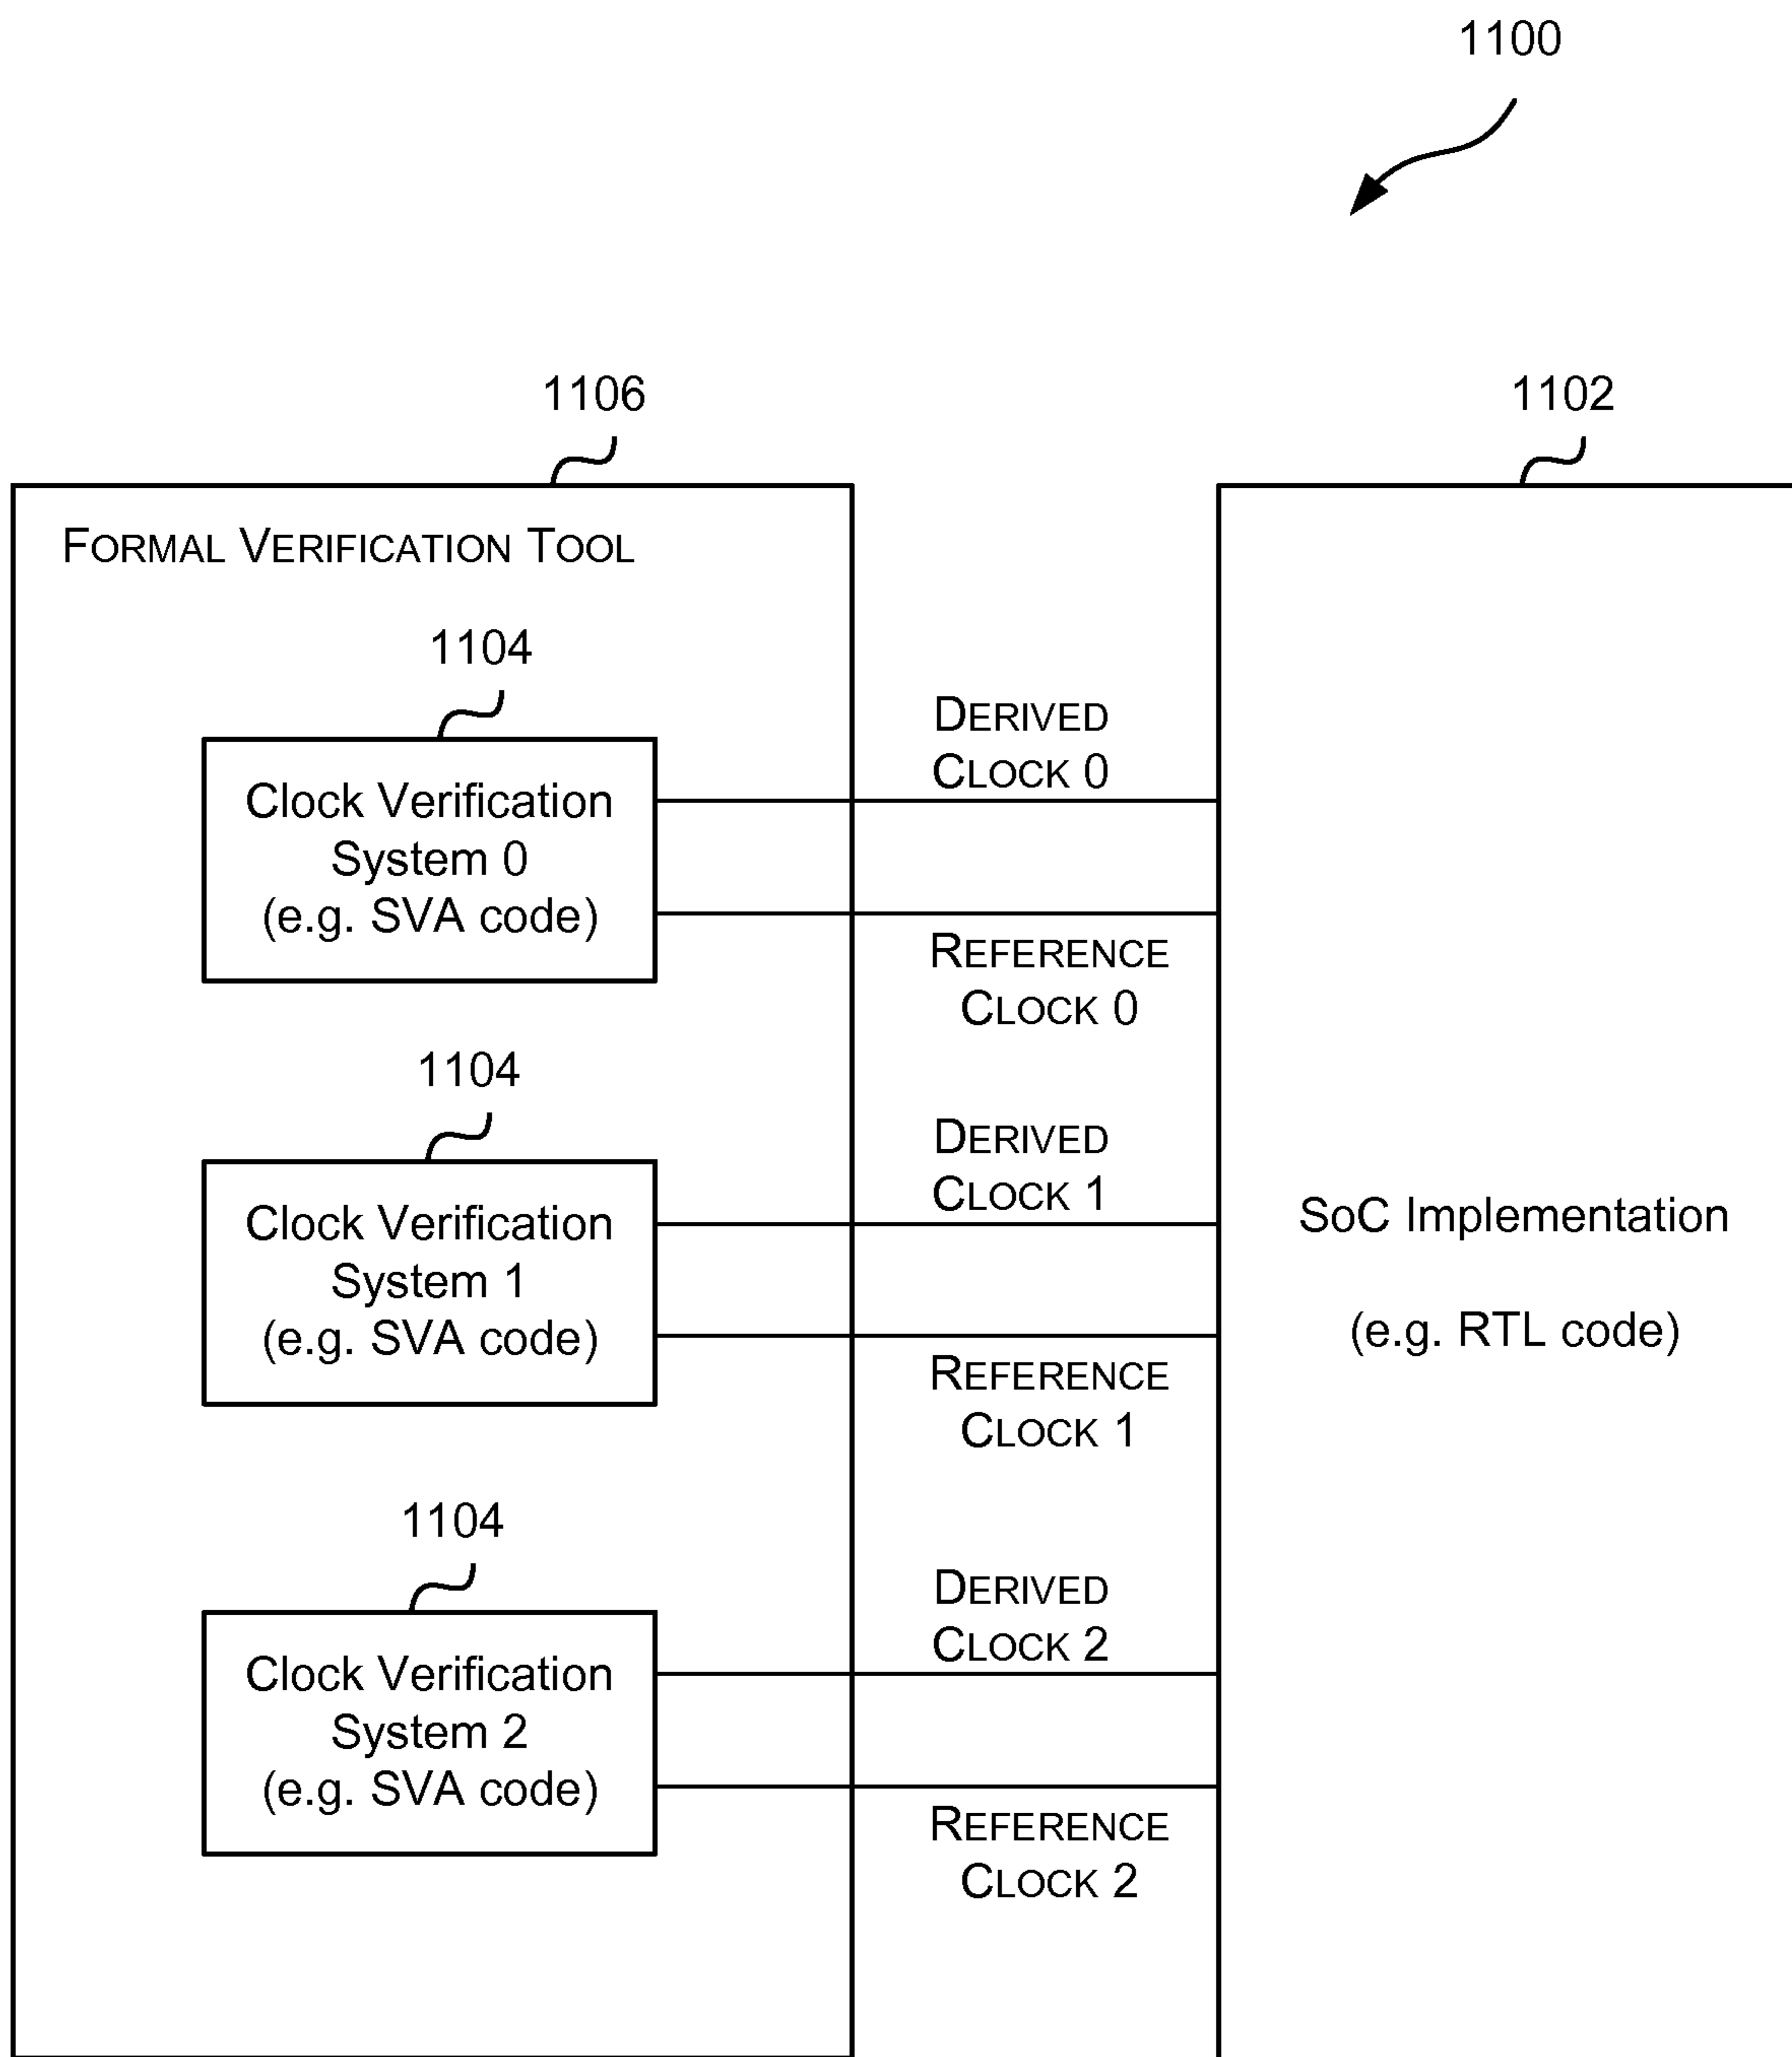 1100
1106
1102
FORMAL VERIFICATION TOOL
1104
DERIVED
CLOCK 0
Clock Verification
System 0
(e.g. SVA code)
REFERENCE
CLOCK 0
1104
DERIVED
CLOCK 1
Clock Verification
System 1
(e.g. SVA code)
REFERENCE
CLOCK 1
SoC Implementation
(e.g. RTL code)
1104
DERIVED
CLOCK 2
Clock Verification
System 2
(e.g. SVA code)
REFERENCE
CLOCK 2